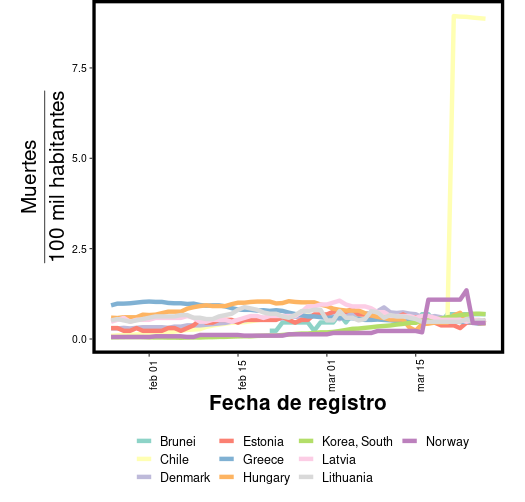 Muertes
100 mil habitantes
7.5
5.0
2.5
0.0
feb 01
feb 15
mar 01
mar 15
Fecha de registro
Brunei Estonia Korea, South Norway
Chile Greece Latvia
Denmark Hungary Lithuania